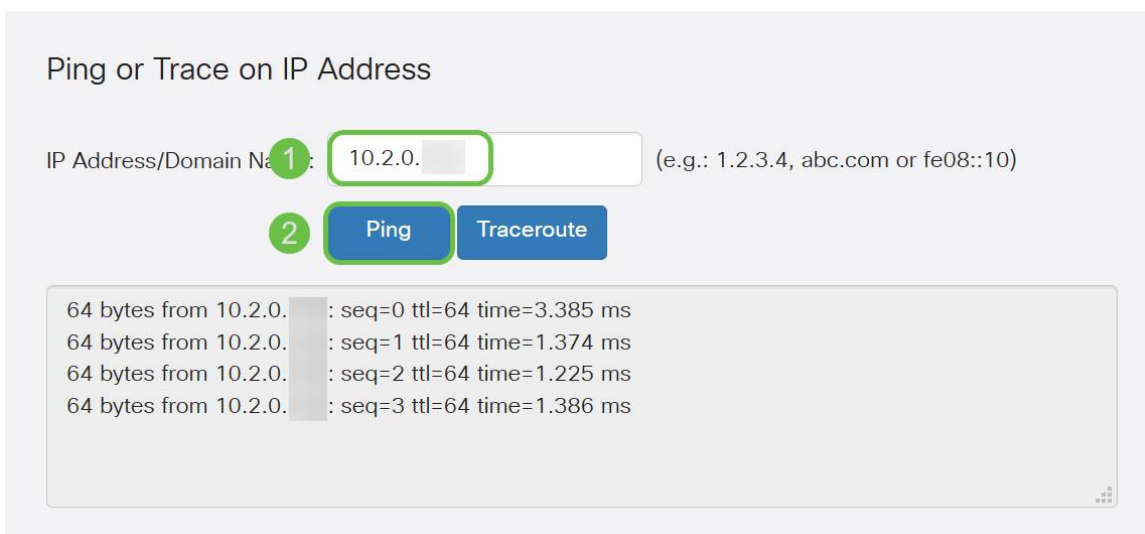 Ping or Trace on IP Address
IP Address/Domain Na 1 : 10.2.0. (e.g.: 1.2.3.4, abc.com or fe08::10)
2 Ping Traceroute
64 bytes from 10.2.0. : seq=0 ttl=64 time=3.385 ms
64 bytes from 10.2.0. : seq=1 ttl=64 time=1.374 ms
64 bytes from 10.2.0. : seq=2 ttl=64 time=1.225 ms
64 bytes from 10.2.0. : seq=3 ttl=64 time=1.386 ms